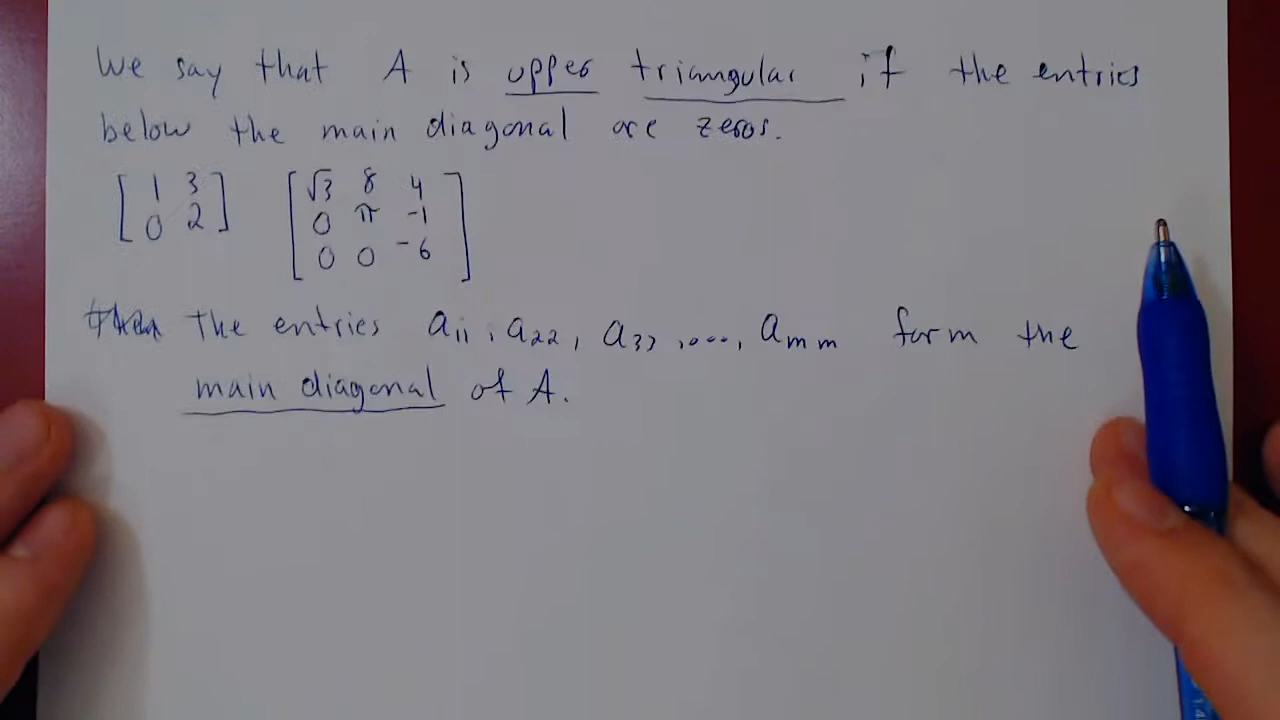 We say that A is upper triangular if the entries
below the main diagonal are zeros.
[1 3; 0 2] [√3 8 4; 0 π -1; 0 0 -6]
The entries a11, a22, a33, ..., amm form the
main diagonal of A.